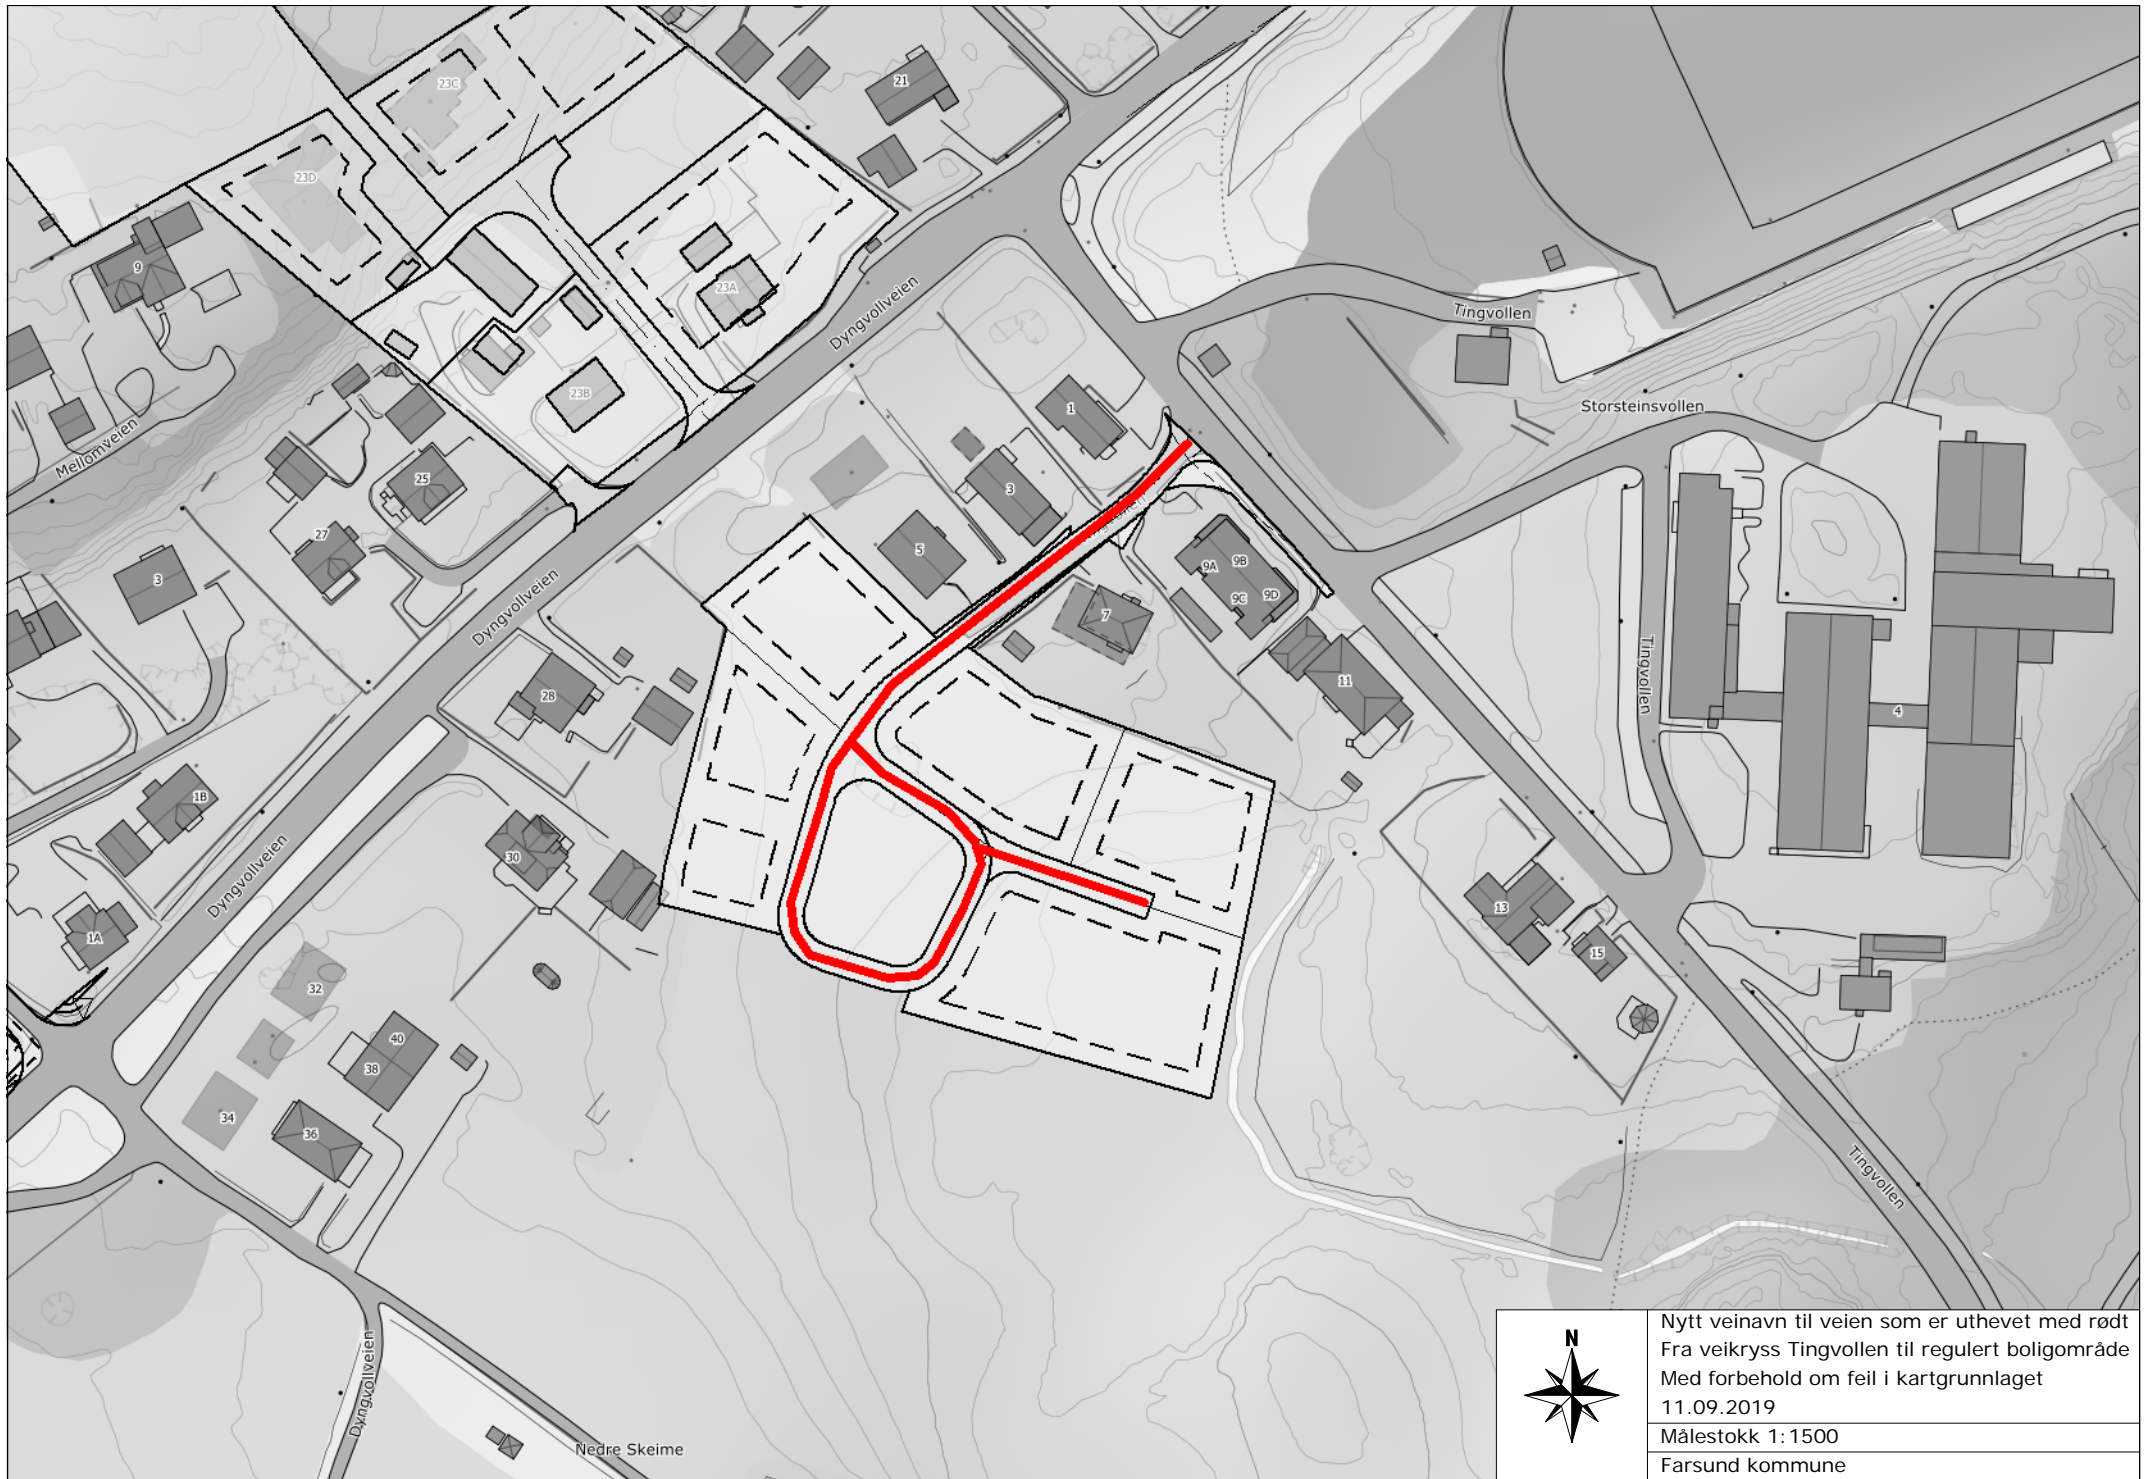 23C
21
23D
9
23A
Dyngvollveien
Tingvollen
23B
Storsteinsvollen
1
Mellomveien
25
3
27
5
9B
9A
3
Dyngvollveien
9C
9D
7
Tingvollen
11
28
4
1B
30
Dyngvollveien
13
1A
15
32
40
38
34
36
Tingvollen
Dyngvollveien
Nedre Skeime
N
Nytt veinavn til veien som er uthevet med rødt
Fra veikryss Tingvollen til regulert boligområde
Med forbehold om feil i kartgrunnlaget
11.09.2019
Målestokk 1:1500
Farsund kommune